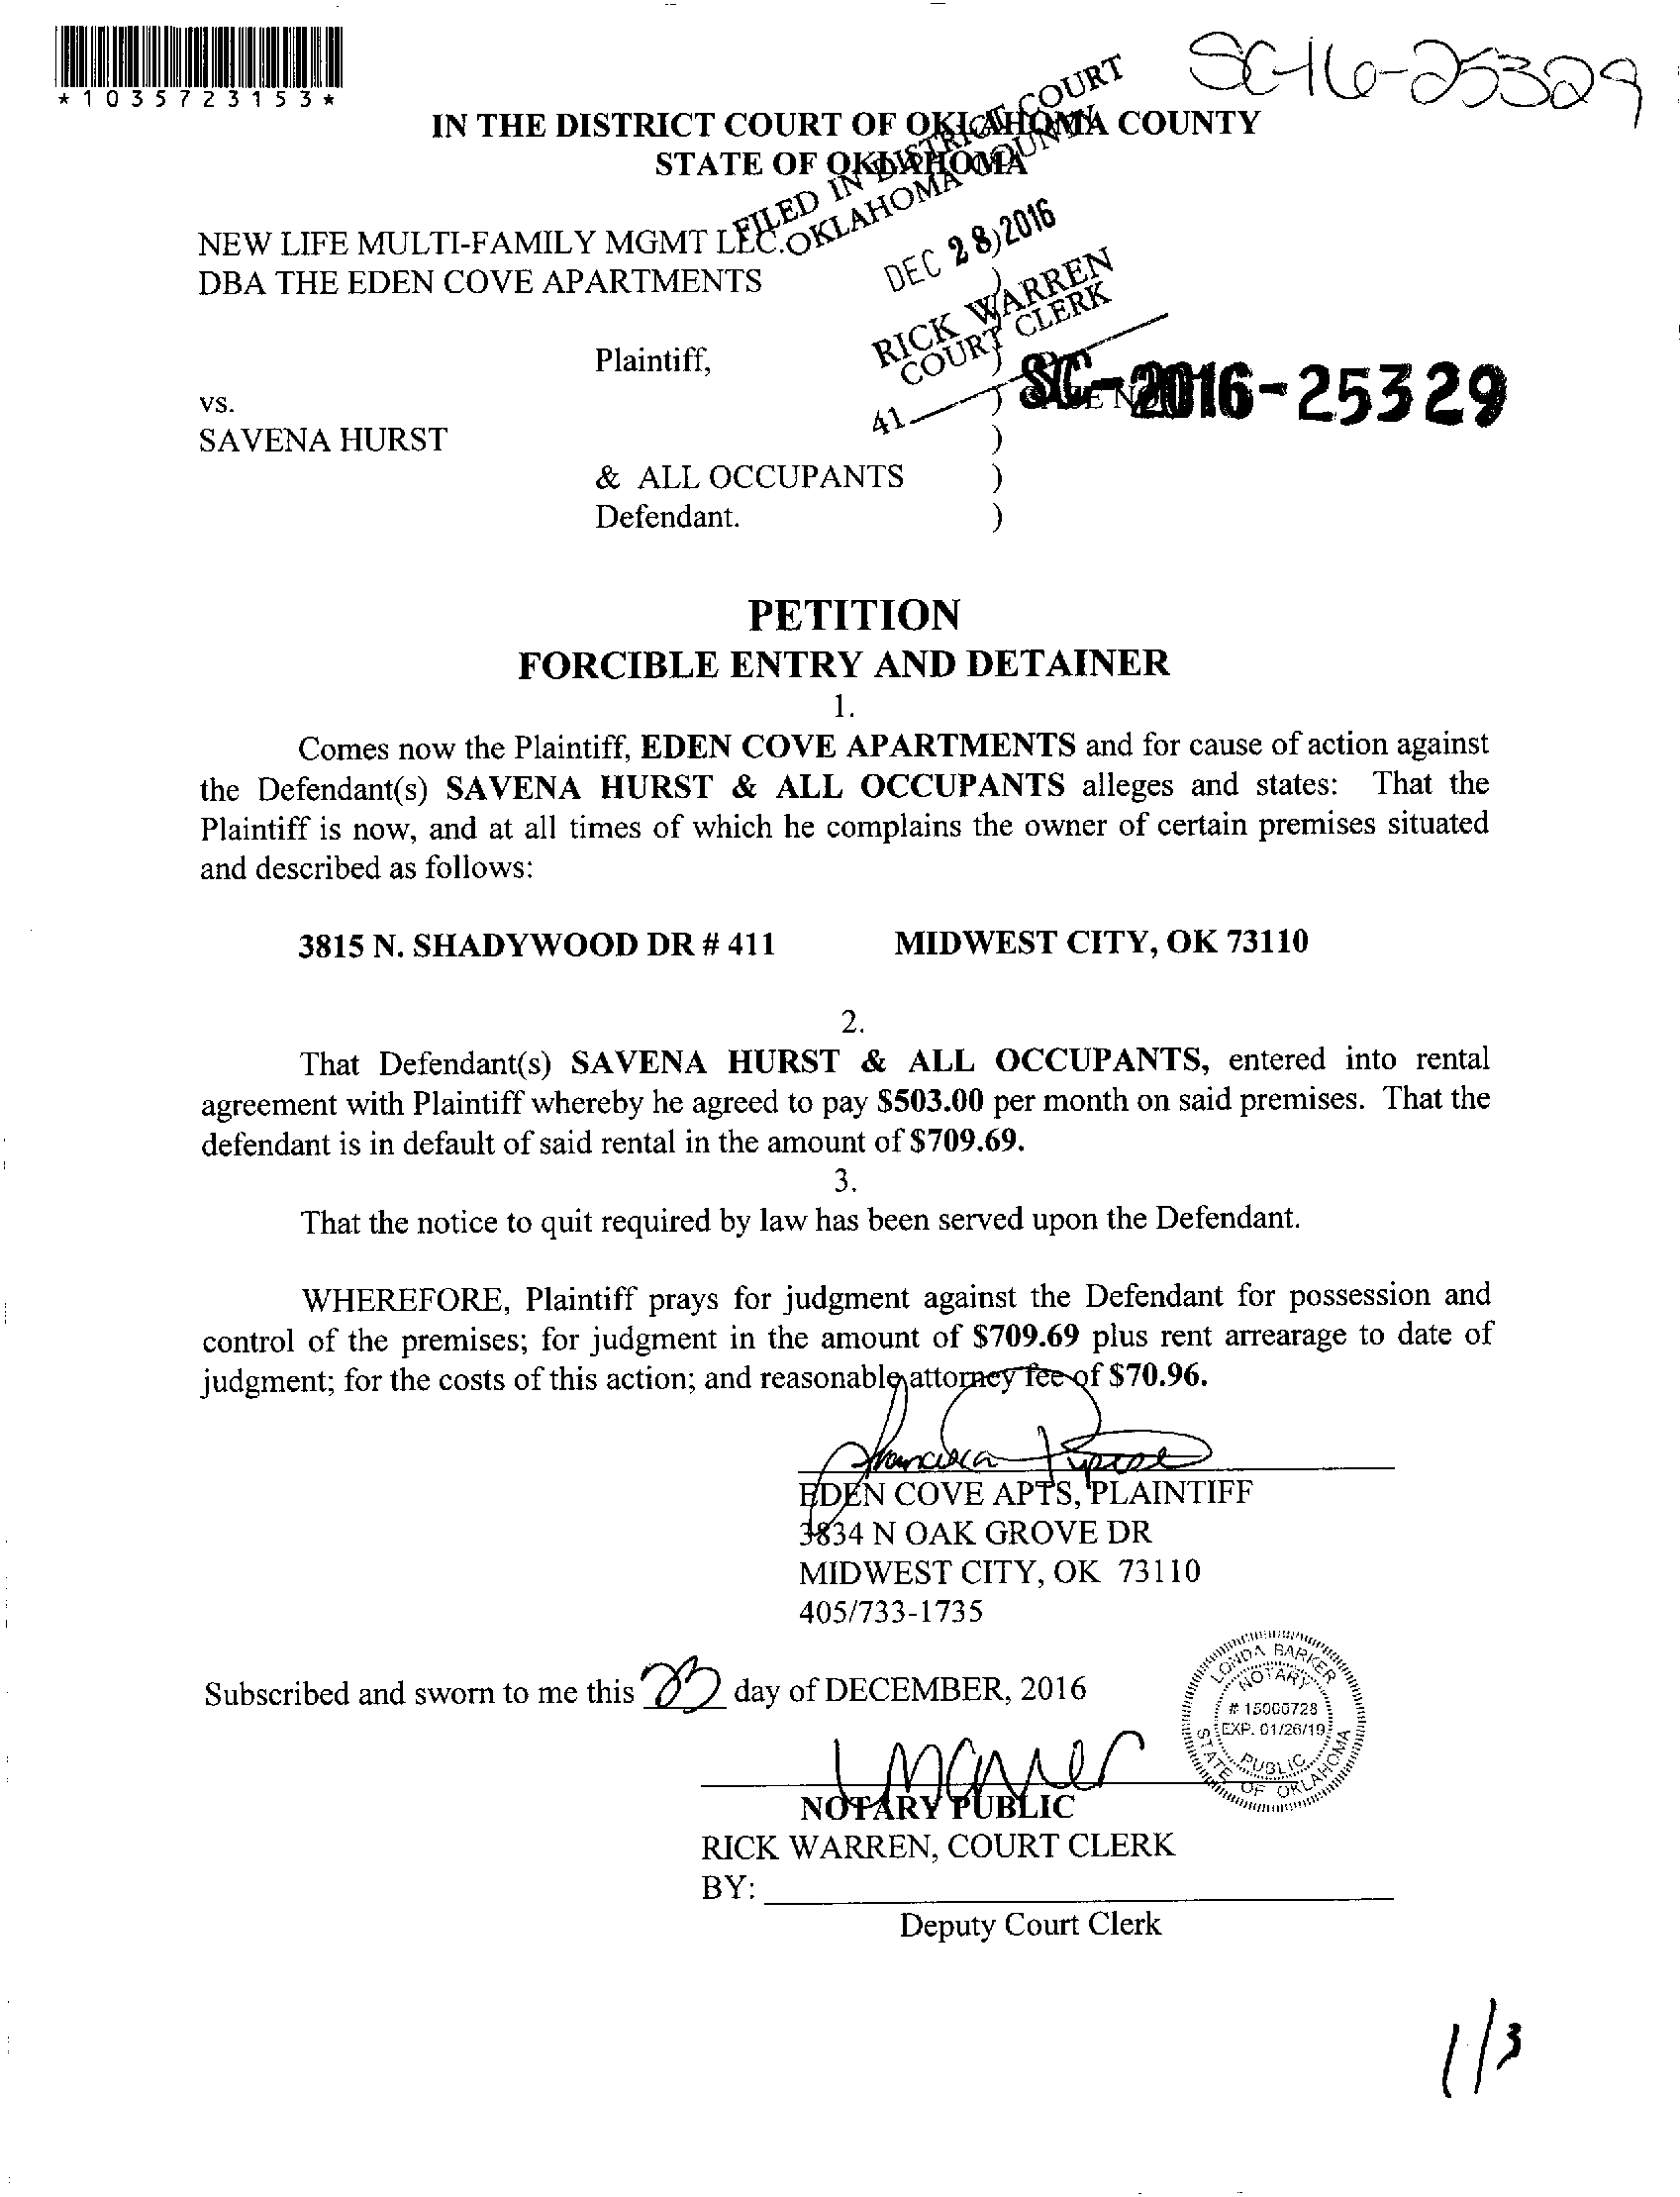 *1035723153*
SC-16-25329
IN THE DISTRICT COURT OF OKLAHOMA COUNTY
STATE OF OKLAHOMA
FILED IN DISTRICT COURT
OKLAHOMA COUNTY
DEC 28 2016
RICK WARREN
COURT CLERK
41
NEW LIFE MULTI-FAMILY MGMT LLC.
DBA THE EDEN COVE APARTMENTS )
Plaintiff, )
) CASE NO.
SC-2016-25329
vs.
SAVENA HURST )
& ALL OCCUPANTS )
Defendant. )
PETITION
FORCIBLE ENTRY AND DETAINER
1.
Comes now the Plaintiff, EDEN COVE APARTMENTS and for cause of action against
the Defendant(s) SAVENA HURST & ALL OCCUPANTS alleges and states: That the
Plaintiff is now, and at all times of which he complains the owner of certain premises situated
and described as follows:
3815 N. SHADYWOOD DR # 411 MIDWEST CITY, OK 73110
2.
That Defendant(s) SAVENA HURST & ALL OCCUPANTS, entered into rental
agreement with Plaintiff whereby he agreed to pay $503.00 per month on said premises. That the
defendant is in default of said rental in the amount of $709.69.
3.
That the notice to quit required by law has been served upon the Defendant.
WHEREFORE, Plaintiff prays for judgment against the Defendant for possession and
control of the premises; for judgment in the amount of $709.69 plus rent arrearage to date of
judgment; for the costs of this action; and reasonable attorney fee of $70.96.
Francisca
EDEN COVE APTS, PLAINTIFF
3834 N OAK GROVE DR
MIDWEST CITY, OK 73110
405/733-1735
Subscribed and sworn to me this 23 day of DECEMBER, 2016
LONDA BARKER
NOTARY
# 15000728
EXP. 01/26/19
PUBLIC
STATE OF OKLAHOMA
NOTARY PUBLIC
RICK WARREN, COURT CLERK
BY:
Deputy Court Clerk
1/3